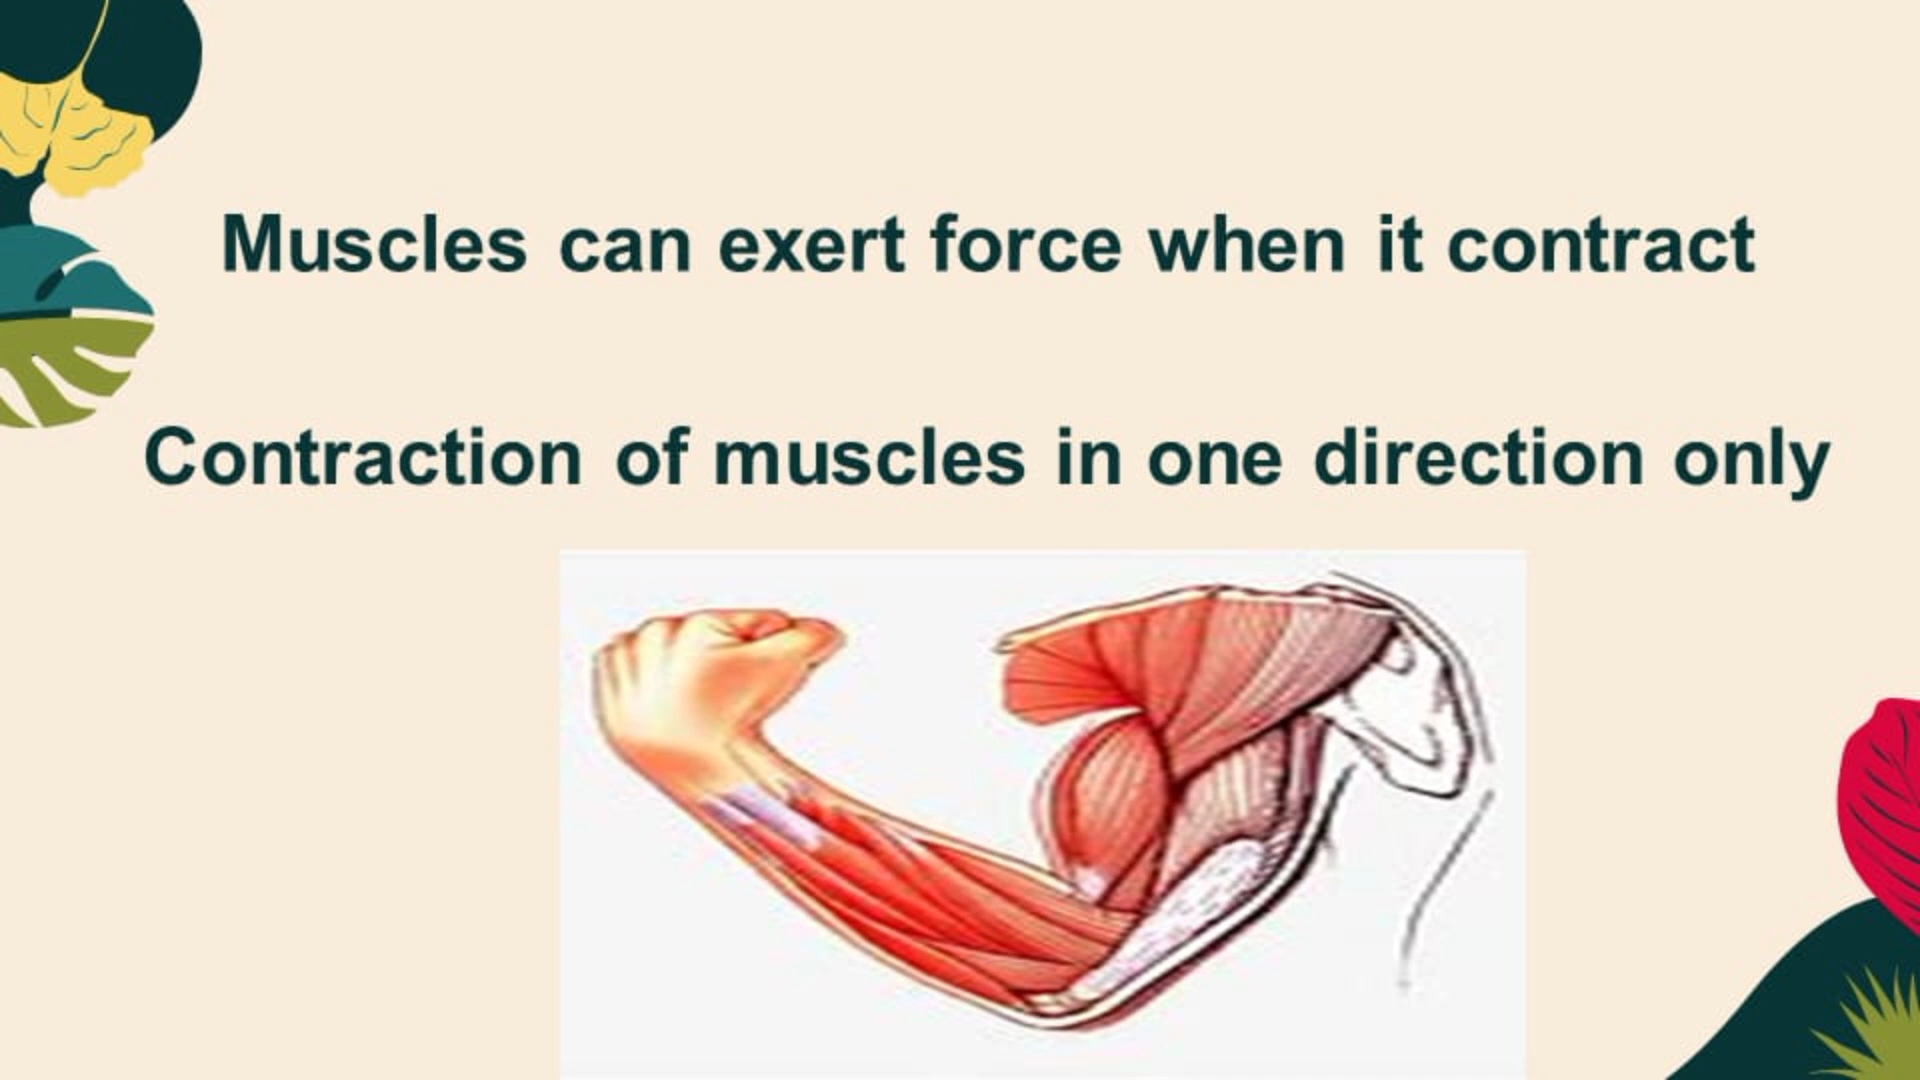 Muscles can exert force when it contract
Contraction of muscles in one direction only